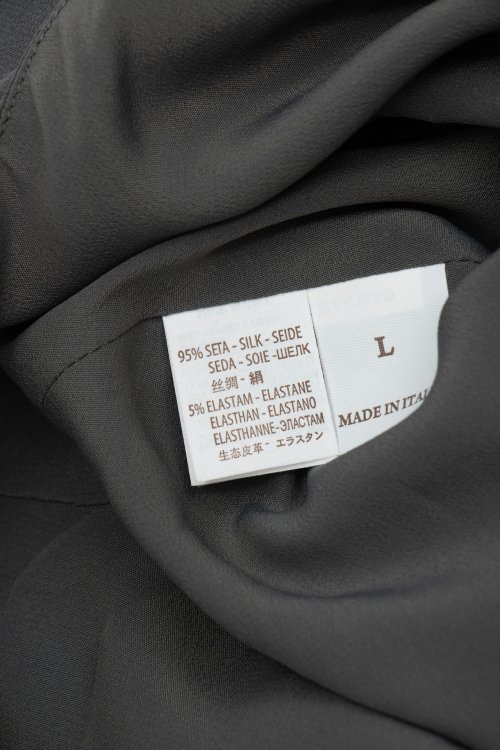 95% SETA - SILK - SEIDE
SEDA - SOIE -ШЕЛК
丝绸 - 絹
5% ELASTAM - ELASTANE
ELASTHAN - ELASTANO
ELASTHANNE-ЭЛАСТАМ
生态皮革 - エラスタン
L
MADE IN ITAL